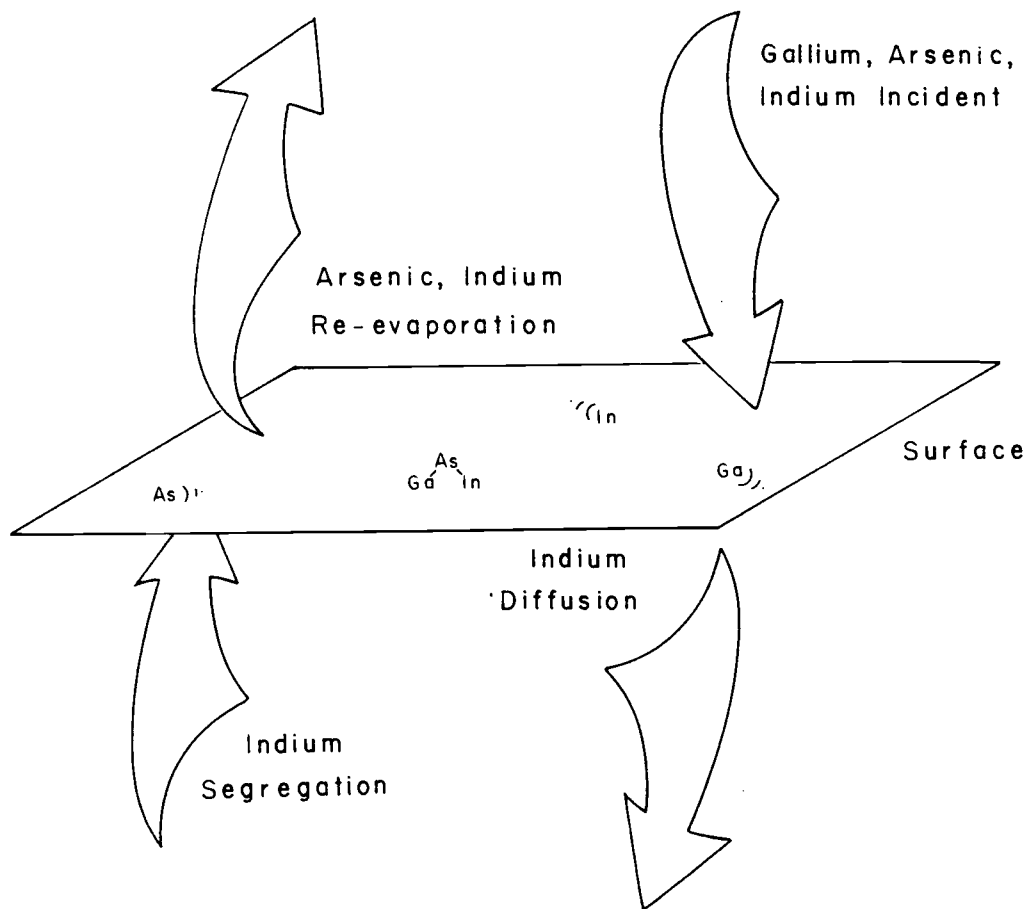 Gallium, Arsenic,
Indium Incident
Arsenic, Indium
Re-evaporation
In
Surface
As
Ga In
As
Ga
Indium
Diffusion
Indium
Segregation